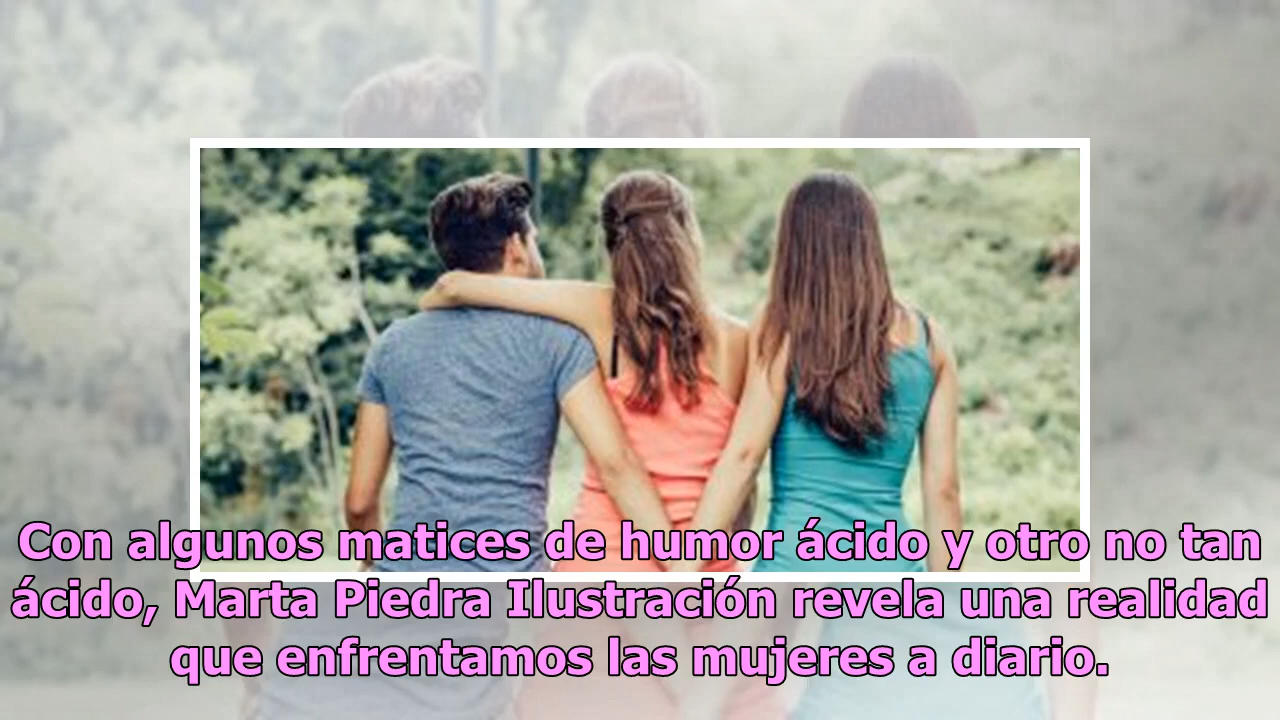 Con algunos matices de humor ácido y otro no tan
ácido, Marta Piedra Ilustración revela una realidad
que enfrentamos las mujeres a diario.